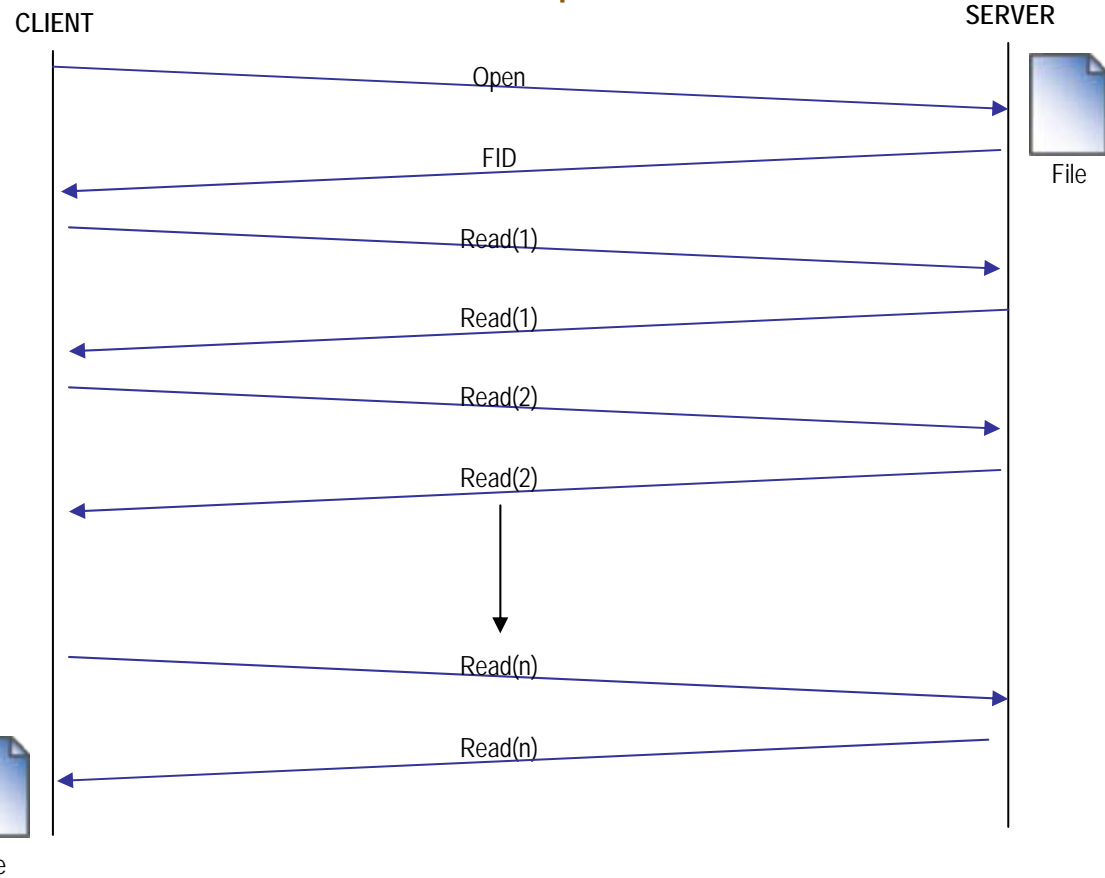 CLIENT
SERVER
Open
FID
File
Read(1)
Read(1)
Read(2)
Read(2)
Read(n)
Read(n)
e